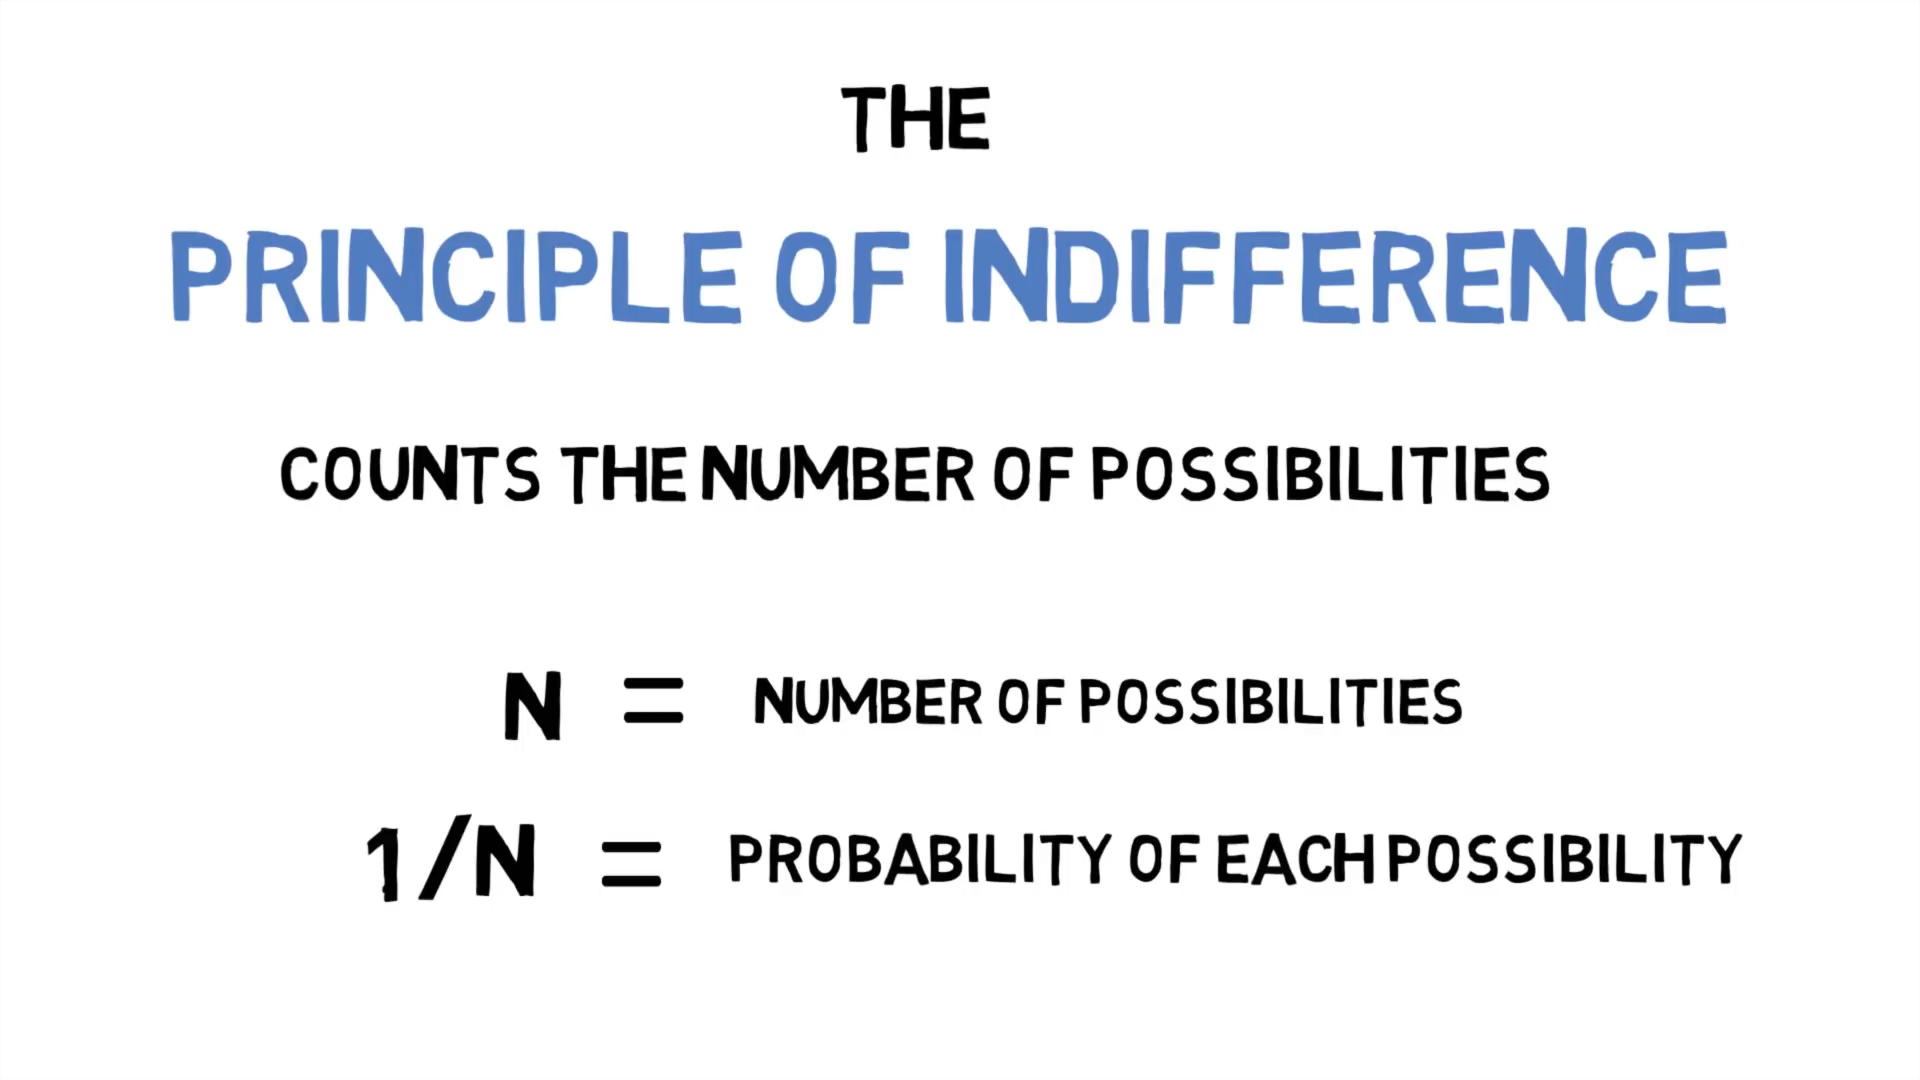 THE
PRINCIPLE OF INDIFFERENCE
COUNTS THE NUMBER OF POSSIBILITIES
N = NUMBER OF POSSIBILITIES
1/N = PROBABILITY OF EACH POSSIBILITY